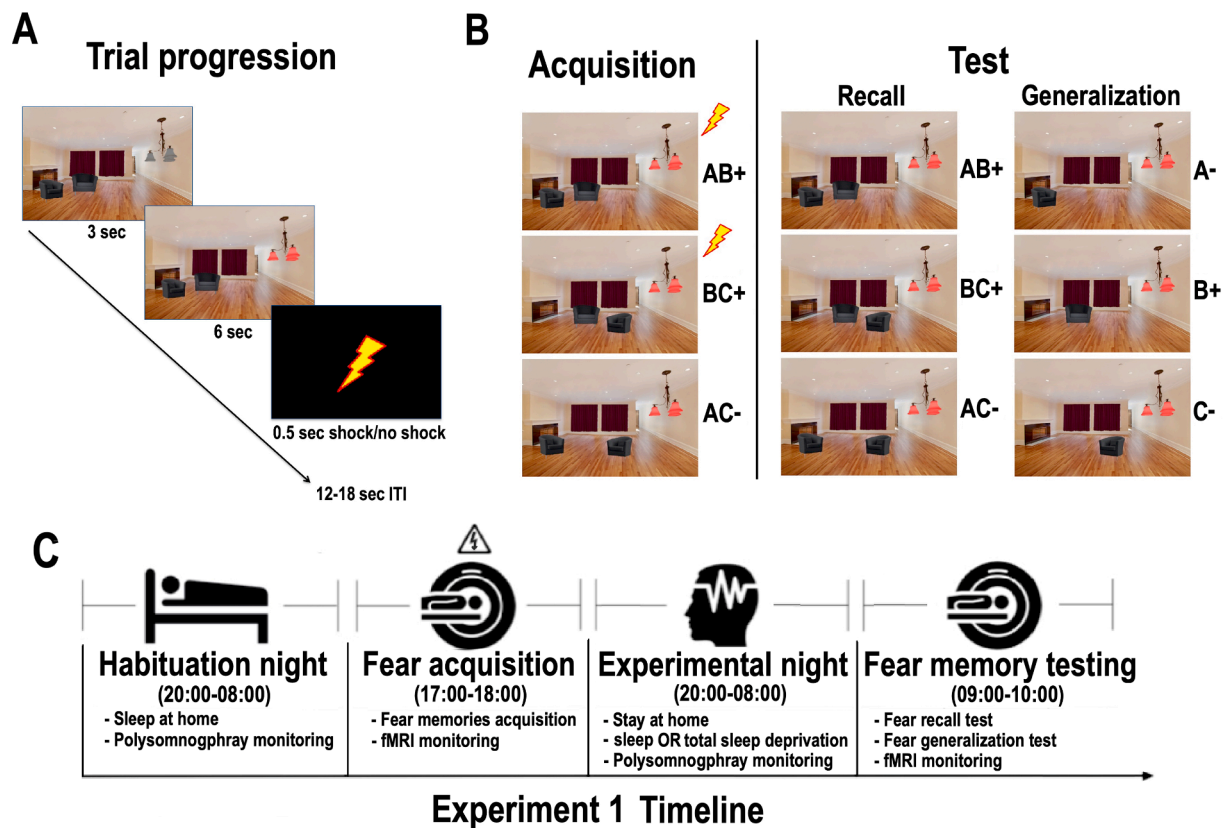 A
Trial progression
3 sec
6 sec
0.5 sec shock/no shock
12-18 sec ITI
B
Acquisition
AB+
BC+
AC-
Test
Recall
AB+
BC+
AC-
Generalization
A-
B+
C-
C
Habituation night
(20:00-08:00)
- Sleep at home
- Polysomnogphray monitoring
Fear acquisition
(17:00-18:00)
- Fear memories acquisition
- fMRI monitoring
Experimental night
(20:00-08:00)
- Stay at home
- sleep OR total sleep deprivation
- Polysomnogphray monitoring
Fear memory testing
(09:00-10:00)
- Fear recall test
- Fear generalization test
- fMRI monitoring
Experiment 1 Timeline